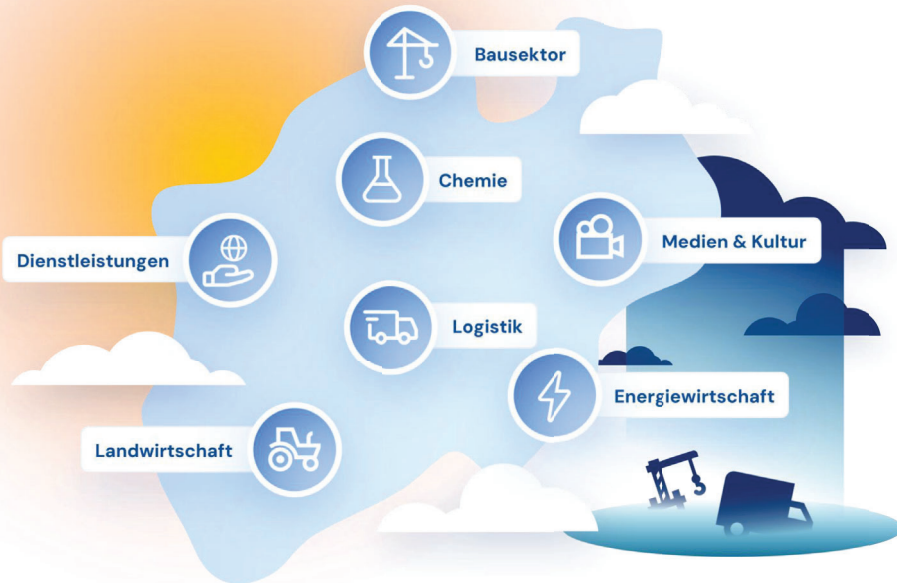 Bausektor
Chemie
Medien & Kultur
Dienstleistungen
Logistik
Energiewirtschaft
Landwirtschaft